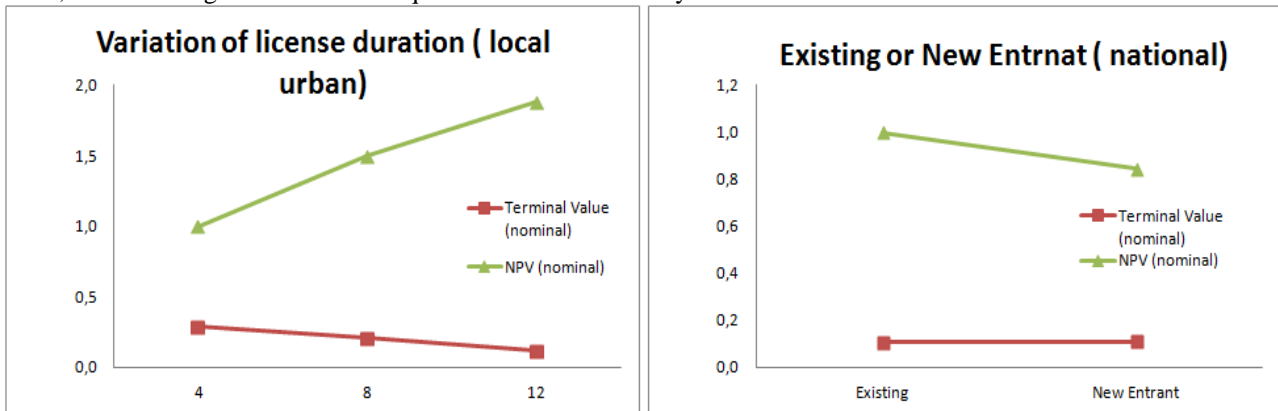 Variation of license duration ( local
urban)
2,0
1,5
1,0
0,5
0,0
4
8
12
Terminal Value
(nominal)
NPV (nominal)
Existing or New Entrnat ( national)
1,2
1,0
0,8
0,6
0,4
0,2
0,0
Existing
New Entrant
Terminal Value
(nominal)
NPV (nominal)